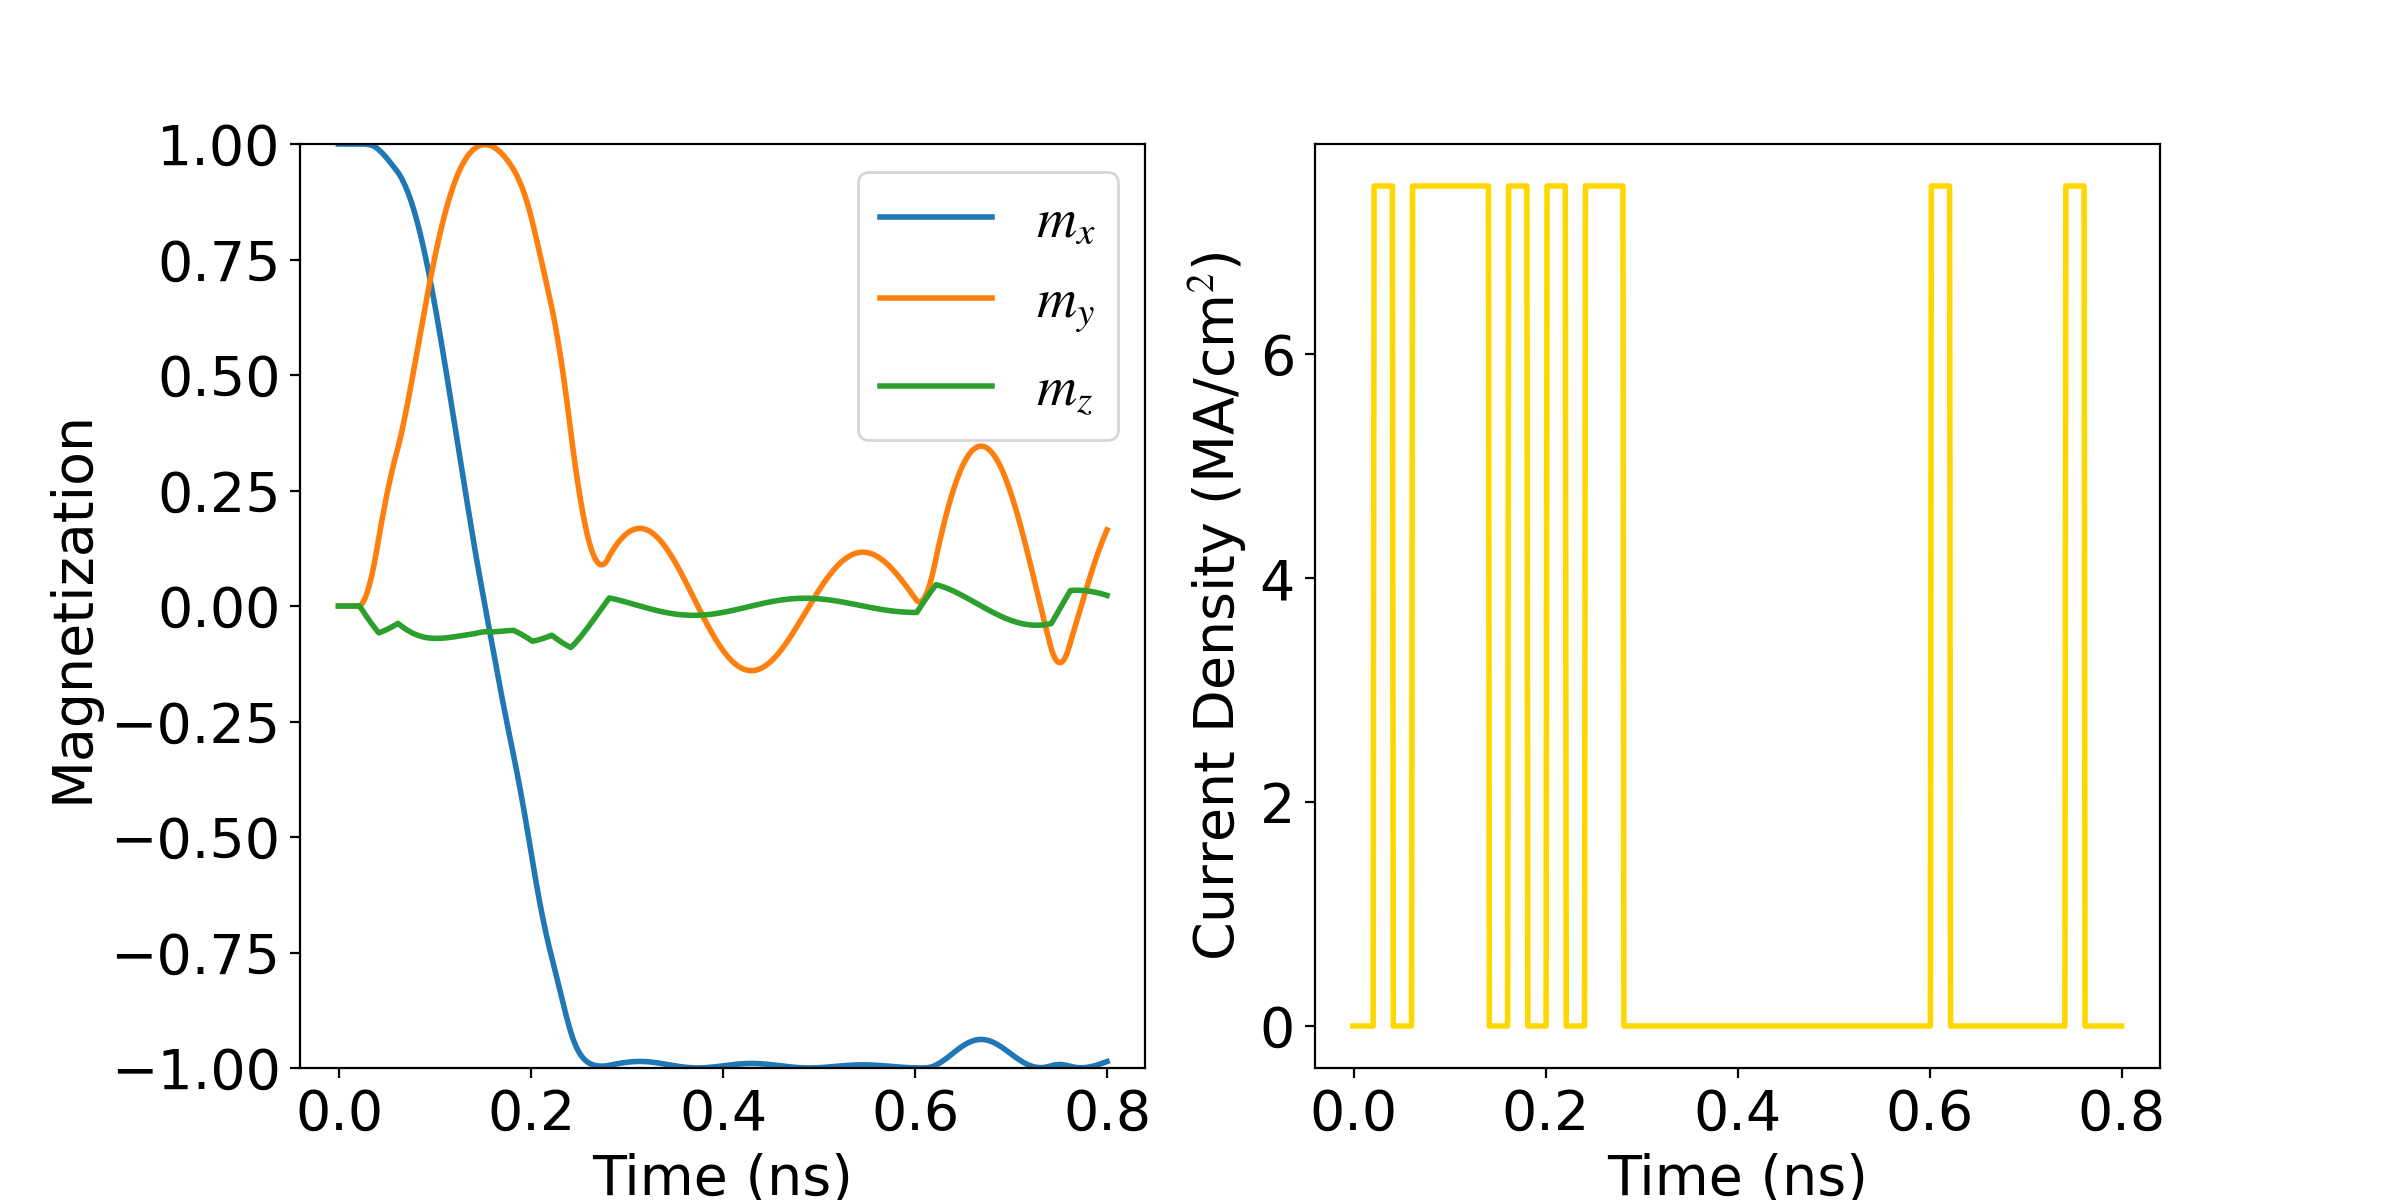 Magnetization
1.00
0.75
0.50
0.25
0.00
−0.25
−0.50
−0.75
−1.00
0.0 0.2 0.4 0.6 0.8
Time (ns)
m_x
m_y
m_z
Current Density (MA/cm²)
6
4
2
0
0.0 0.2 0.4 0.6 0.8
Time (ns)